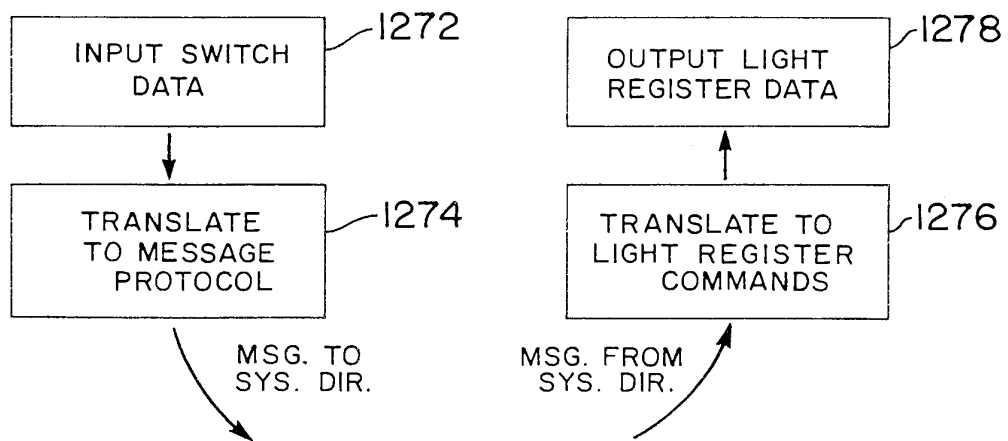 INPUT SWITCH
DATA
1272
TRANSLATE
TO MESSAGE
PROTOCOL
1274
MSG. TO
SYS. DIR.
OUTPUT LIGHT
REGISTER DATA
1278
TRANSLATE TO
LIGHT REGISTER
COMMANDS
1276
MSG. FROM
SYS. DIR.